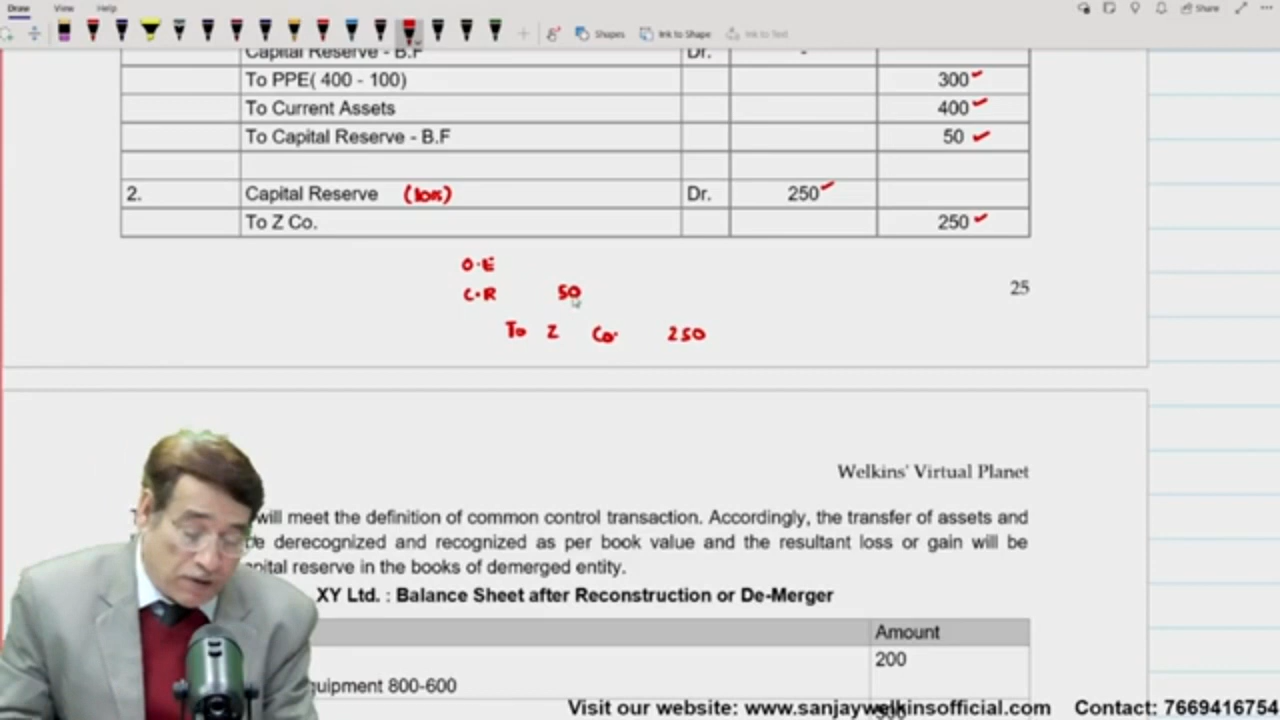 Draw View Help
Share
Shapes Ink to Shape Ink to Text
Capital Reserve - B.F Dr. -
To PPE( 400 - 100) 300
To Current Assets 400
To Capital Reserve - B.F 50
2. Capital Reserve (loss) Dr. 250
To Z Co. 250
O.E
C.R 50
25
To Z Co. 250
Welkins' Virtual Planet
will meet the definition of common control transaction. Accordingly, the transfer of assets and
derecognized and recognized as per book value and the resultant loss or gain will be
reserve in the books of demerged entity.
XY Ltd. : Balance Sheet after Reconstruction or De-Merger
Amount
200
800-600
Visit our website: www.sanjaywelkinsofficial.com Contact: 7669416754